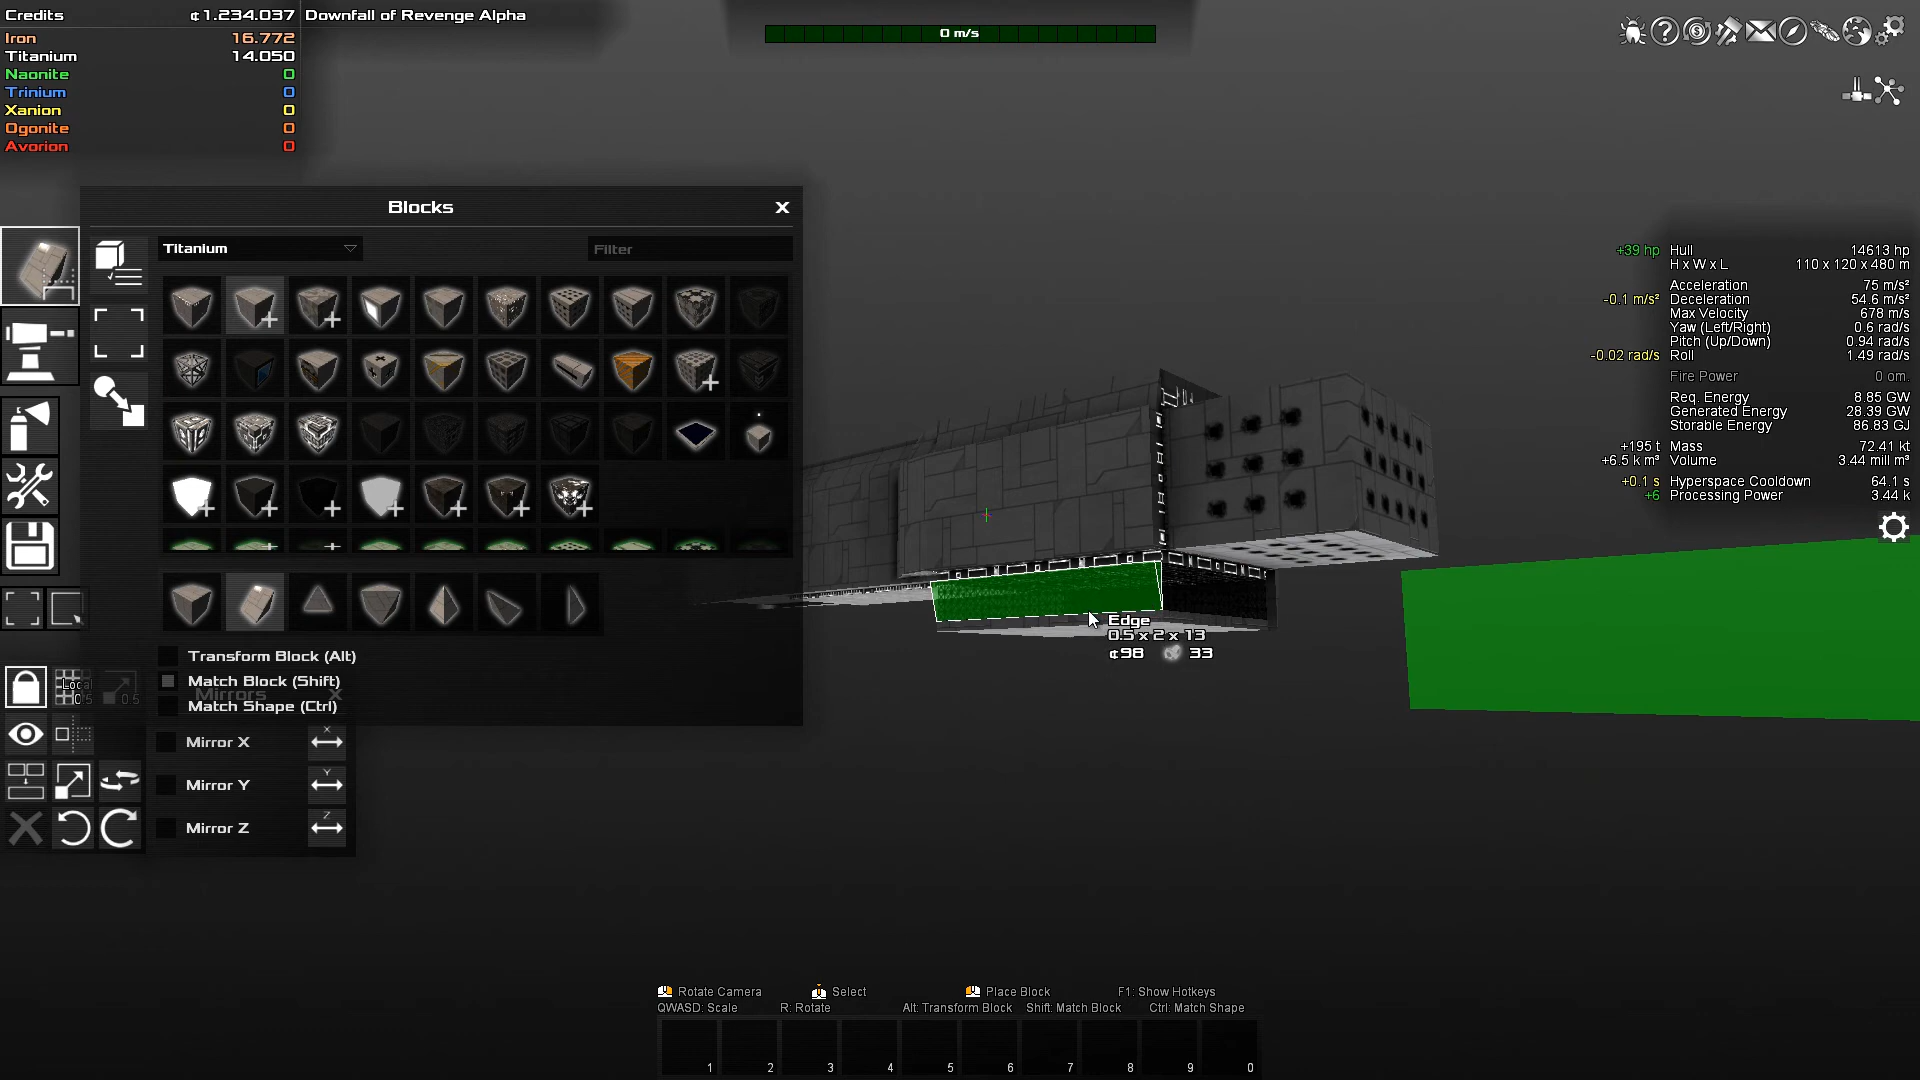 Credits ¢1.234.037 Downfall of Revenge Alpha
Iron 16.772
Titanium 14.050
Naonite 0
Trinium 0
Xanion 0
Ogonite 0
Avorion 0
0 m/s
Blocks X
Titanium
Filter
+39 hp Hull 14613 hp
H x W x L 110 x 120 x 480 m
Acceleration 75 m/s²
-0.1 m/s² Deceleration 54.6 m/s²
Max Velocity 678 m/s
Yaw (Left/Right) 0.6 rad/s
Pitch (Up/Down) 0.94 rad/s
-0.02 rad/s Roll 1.49 rad/s
Fire Power 0 om.
Req. Energy 8.85 GW
Generated Energy 28.39 GW
Storable Energy 86.83 GJ
+195 t Mass 72.41 kt
+6.5 k m³ Volume 3.44 mill m³
+0.1 s Hyperspace Cooldown 64.1 s
+6 Processing Power 3.44 k
Edge
0.5 x 2 x 13
¢98 33
Transform Block (Alt)
Match Block (Shift)
Local
0.5 0.5
Mirrors X
Match Shape (Ctrl)
Mirror X X
Mirror Y Y
Mirror Z Z
Rotate Camera Select Place Block F1: Show Hotkeys
QWASD: Scale R: Rotate Alt: Transform Block Shift: Match Block Ctrl: Match Shape
1 2 3 4 5 6 7 8 9 0